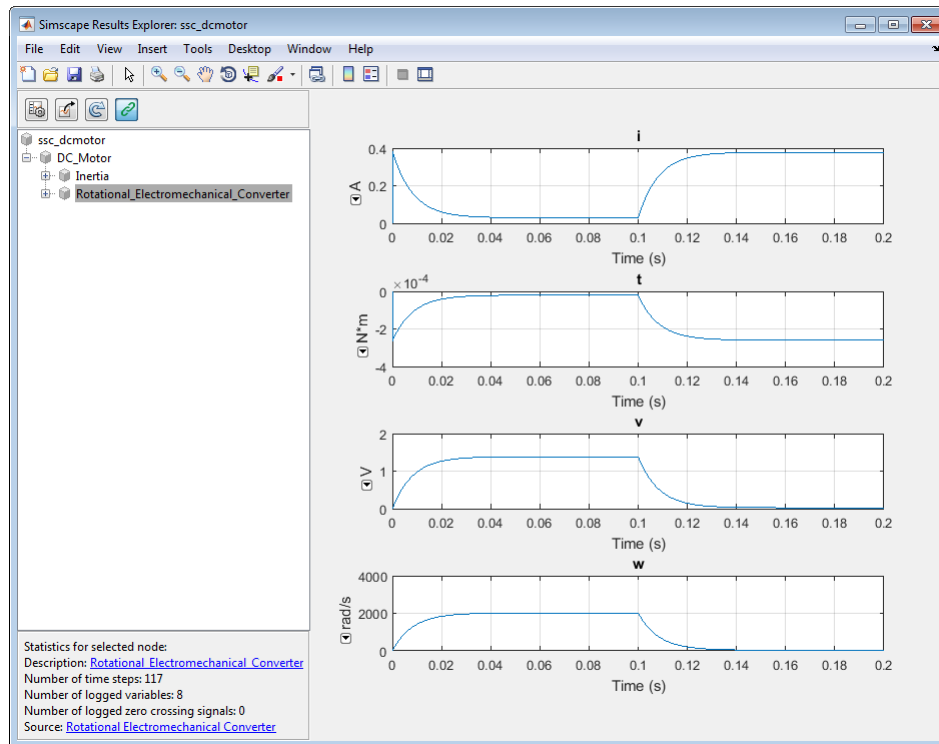 Simscape Results Explorer: ssc_dcmotor
File Edit View Insert Tools Desktop Window Help
ssc_dcmotor
DC_Motor
Inertia
Rotational_Electromechanical_Converter
Statistics for selected node:
Description: Rotational_Electromechanical_Converter
Number of time steps: 117
Number of logged variables: 8
Number of logged zero crossing signals: 0
Source: Rotational Electromechanical Converter
i
0.4
0.2
0
A
0 0.02 0.04 0.06 0.08 0.1 0.12 0.14 0.16 0.18 0.2
Time (s)
×10⁻⁴
t
0
-2
-4
N*m
0 0.02 0.04 0.06 0.08 0.1 0.12 0.14 0.16 0.18 0.2
Time (s)
v
2
1
0
V
0 0.02 0.04 0.06 0.08 0.1 0.12 0.14 0.16 0.18 0.2
Time (s)
w
4000
2000
0
rad/s
0 0.02 0.04 0.06 0.08 0.1 0.12 0.14 0.16 0.18 0.2
Time (s)